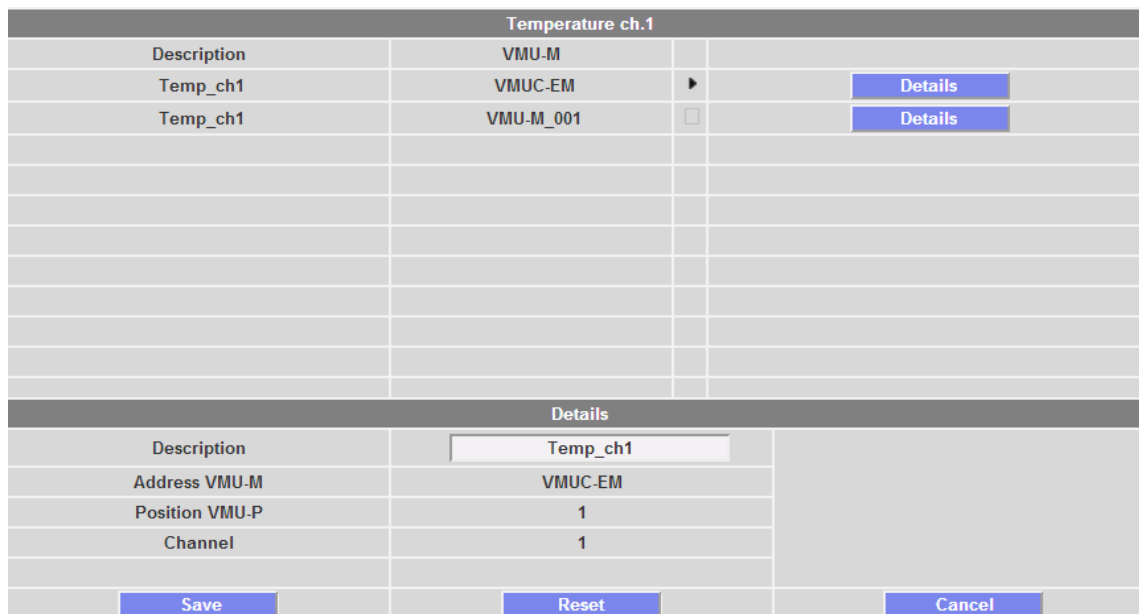 Temperature ch.1
Description VMU-M
Temp_ch1 VMUC-EM Details
Temp_ch1 VMU-M_001 Details
Details
Description Temp_ch1
Address VMU-M VMUC-EM
Position VMU-P 1
Channel 1
Save Reset Cancel